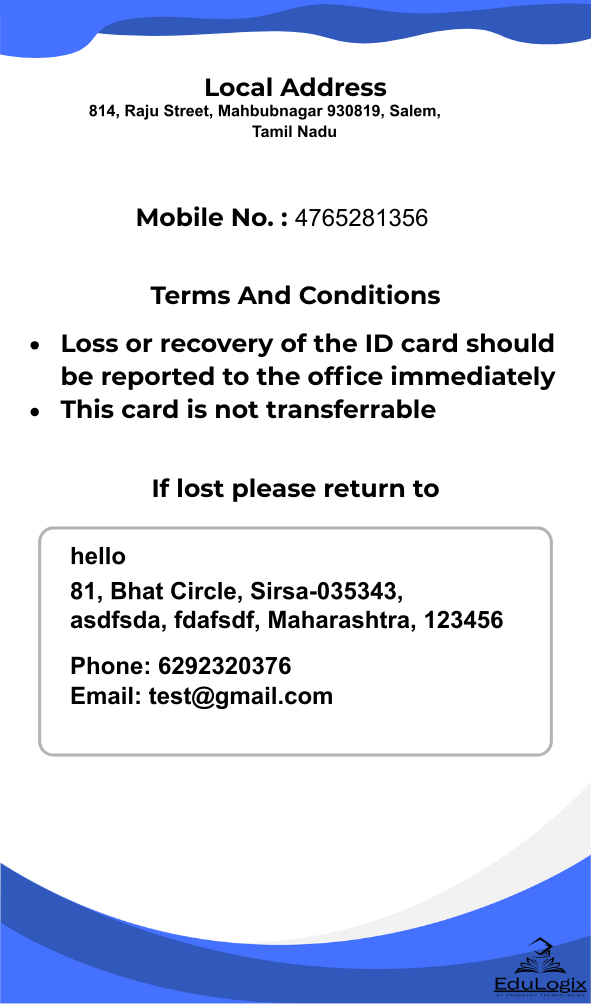 Local Address
814, Raju Street, Mahbubnagar 930819, Salem,
Tamil Nadu
Mobile No. : 4765281356
Terms And Conditions
• Loss or recovery of the ID card should
be reported to the office immediately
• This card is not transferrable
If lost please return to
hello
81, Bhat Circle, Sirsa-035343,
asdfsda, fdafsdf, Maharashtra, 123456
Phone: 6292320376
Email: test@gmail.com
EduLogix